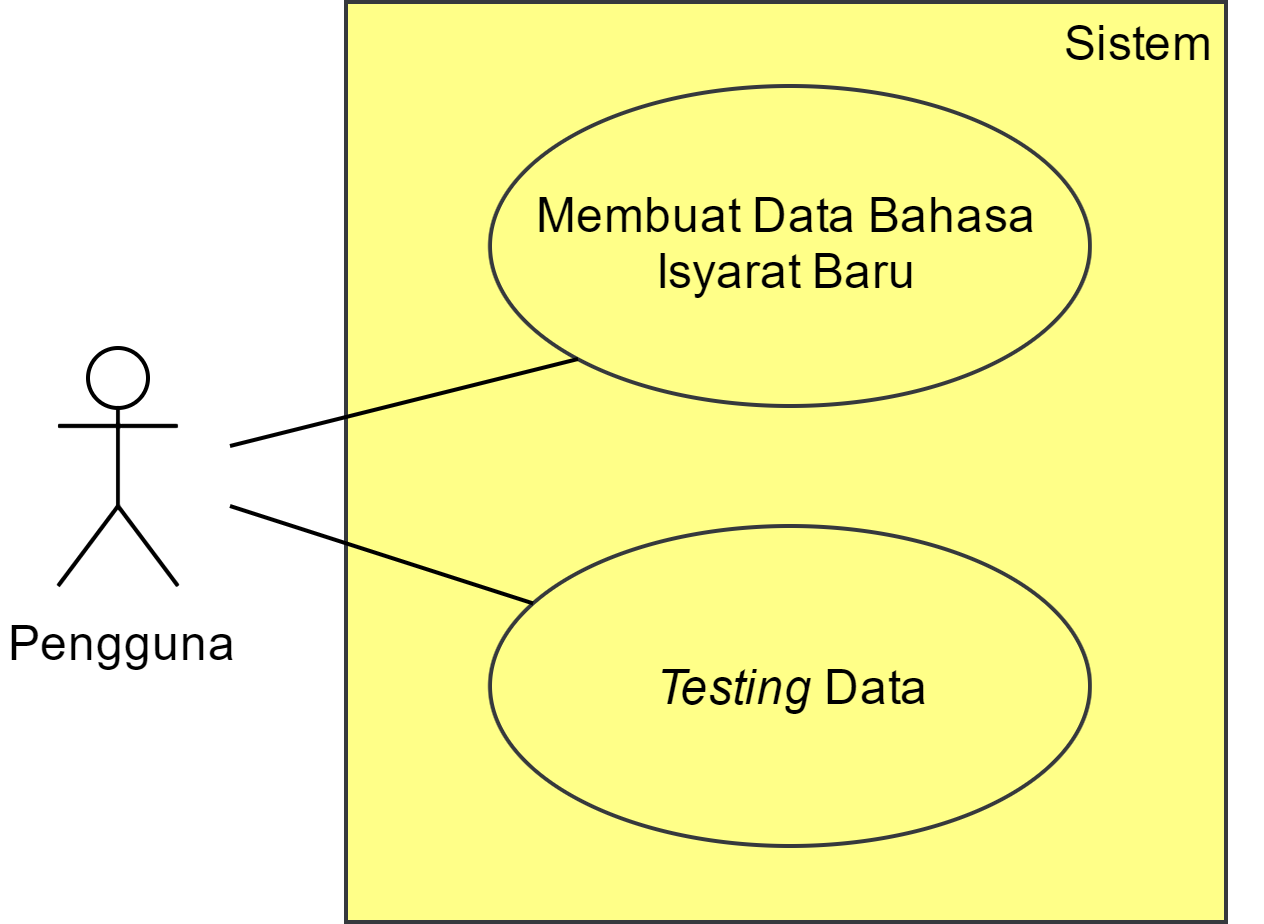 Sistem
Membuat Data Bahasa
Isyarat Baru
Pengguna
Testing Data